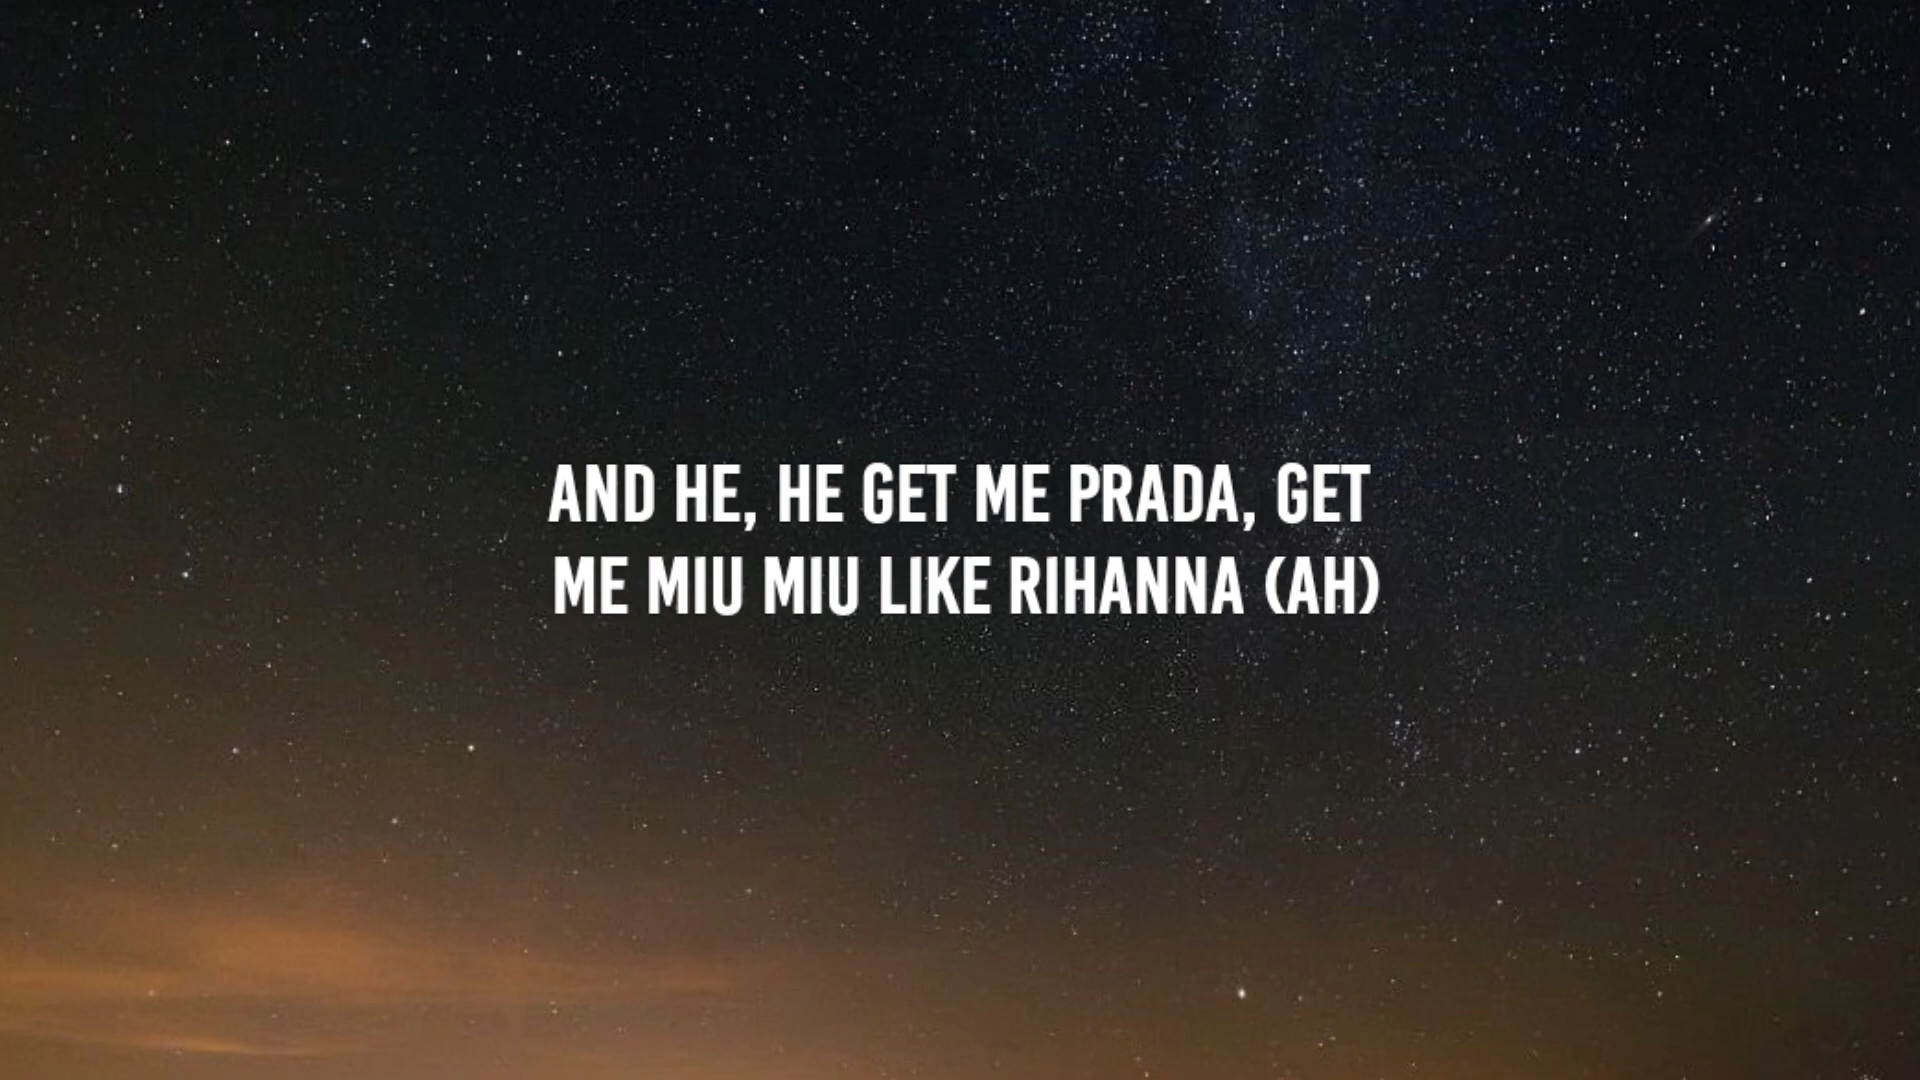 AND HE, HE GET ME PRADA, GET
ME MIU MIU LIKE RIHANNA (AH)